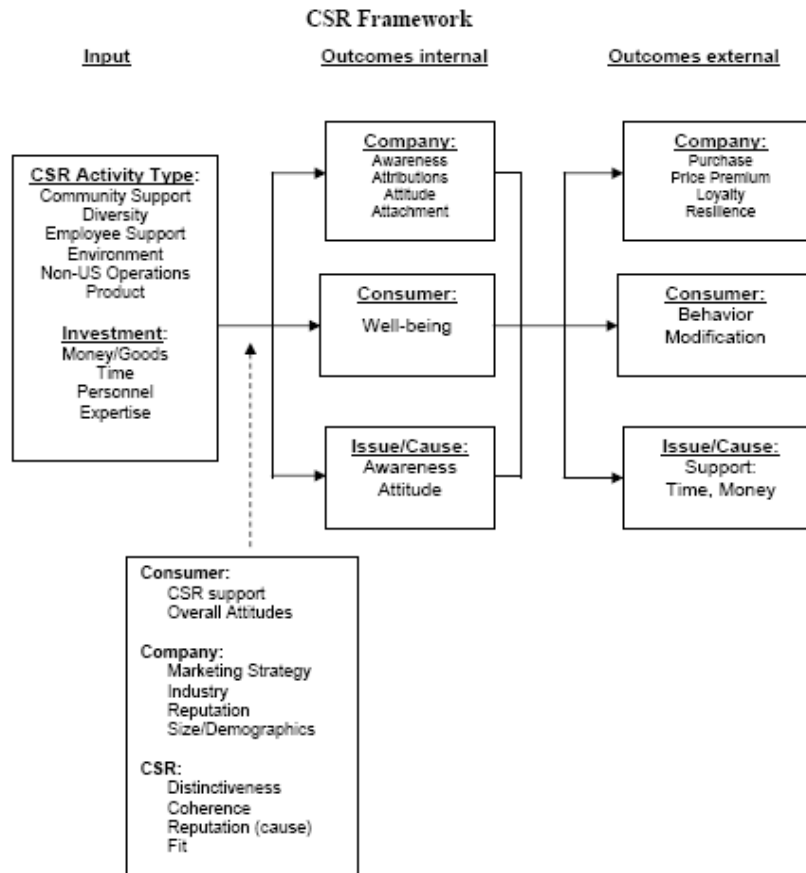 CSR Framework
Input
Outcomes internal
Outcomes external
CSR Activity Type:
Community Support
Diversity
Employee Support
Environment
Non-US Operations
Product
Investment:
Money/Goods
Time
Personnel
Expertise
Company:
Awareness
Attributions
Attitude
Attachment
Consumer:
Well-being
Issue/Cause:
Awareness
Attitude
Company:
Purchase
Price Premium
Loyalty
Resilience
Consumer:
Behavior
Modification
Issue/Cause:
Support:
Time, Money
Consumer:
CSR support
Overall Attitudes
Company:
Marketing Strategy
Industry
Reputation
Size/Demographics
CSR:
Distinctiveness
Coherence
Reputation (cause)
Fit